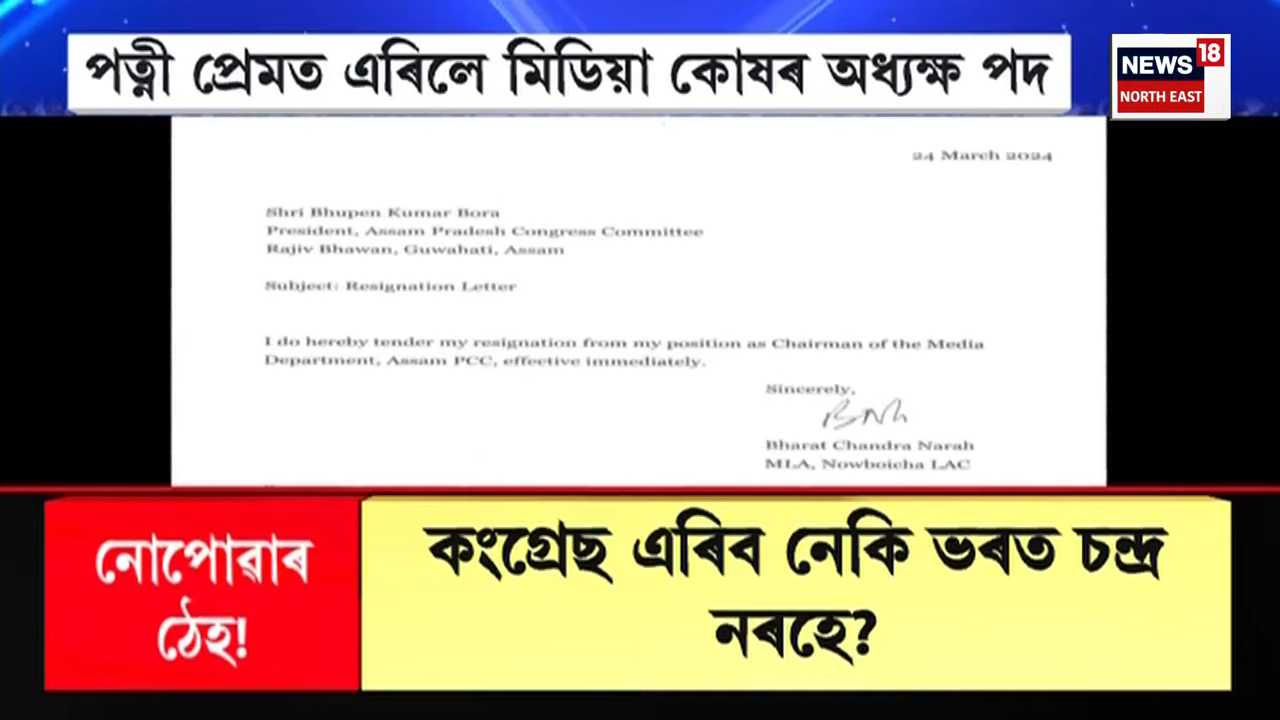 পত্নী প্ৰেমত এৰিলে মিডিয়া কোষৰ অধ্যক্ষ পদ
NEWS 18
NORTH EAST
24 March 2024
Shri Bhupen Kumar Bora
President, Assam Pradesh Congress Committee
Rajiv Bhawan, Guwahati, Assam
Subject: Resignation Letter
I do hereby tender my resignation from my position as Chairman of the Media
Department, Assam PCC, effective immediately.
Sincerely,
Bharat Chandra Narah
MLA, Nowboicha LAC
নোপোৱাৰ
ঠেহ!
কংগ্ৰেছ এৰিব নেকি ভৰত চন্দ্ৰ
নৰহে?